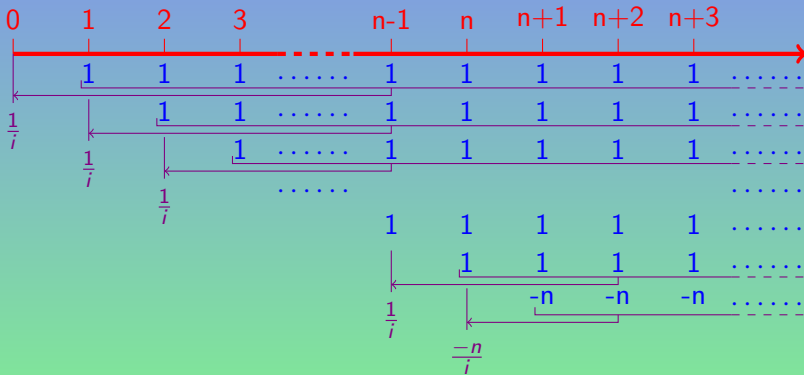 0 1 2 3 n-1 n n+1 n+2 n+3
1 1 1 ...... 1 1 1 1 1 ......
1 1 ...... 1 1 1 1 1 ......
1/i
1 ...... 1 1 1 1 1 ......
1/i
...... ......
1/i
1 1 1 1 1 ......
1 1 1 1 ......
-n -n -n ......
1/i
-n/i